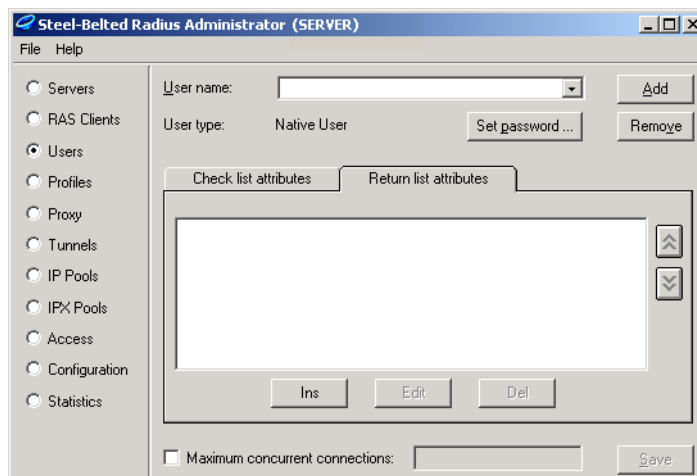 Steel-Belted Radius Administrator (SERVER)
File Help
Servers
RAS Clients
Users
Profiles
Proxy
Tunnels
IP Pools
IPX Pools
Access
Configuration
Statistics
User name:
Add
User type: Native User
Set password ...
Remove
Check list attributes
Return list attributes
Ins
Edit
Del
Maximum concurrent connections:
Save